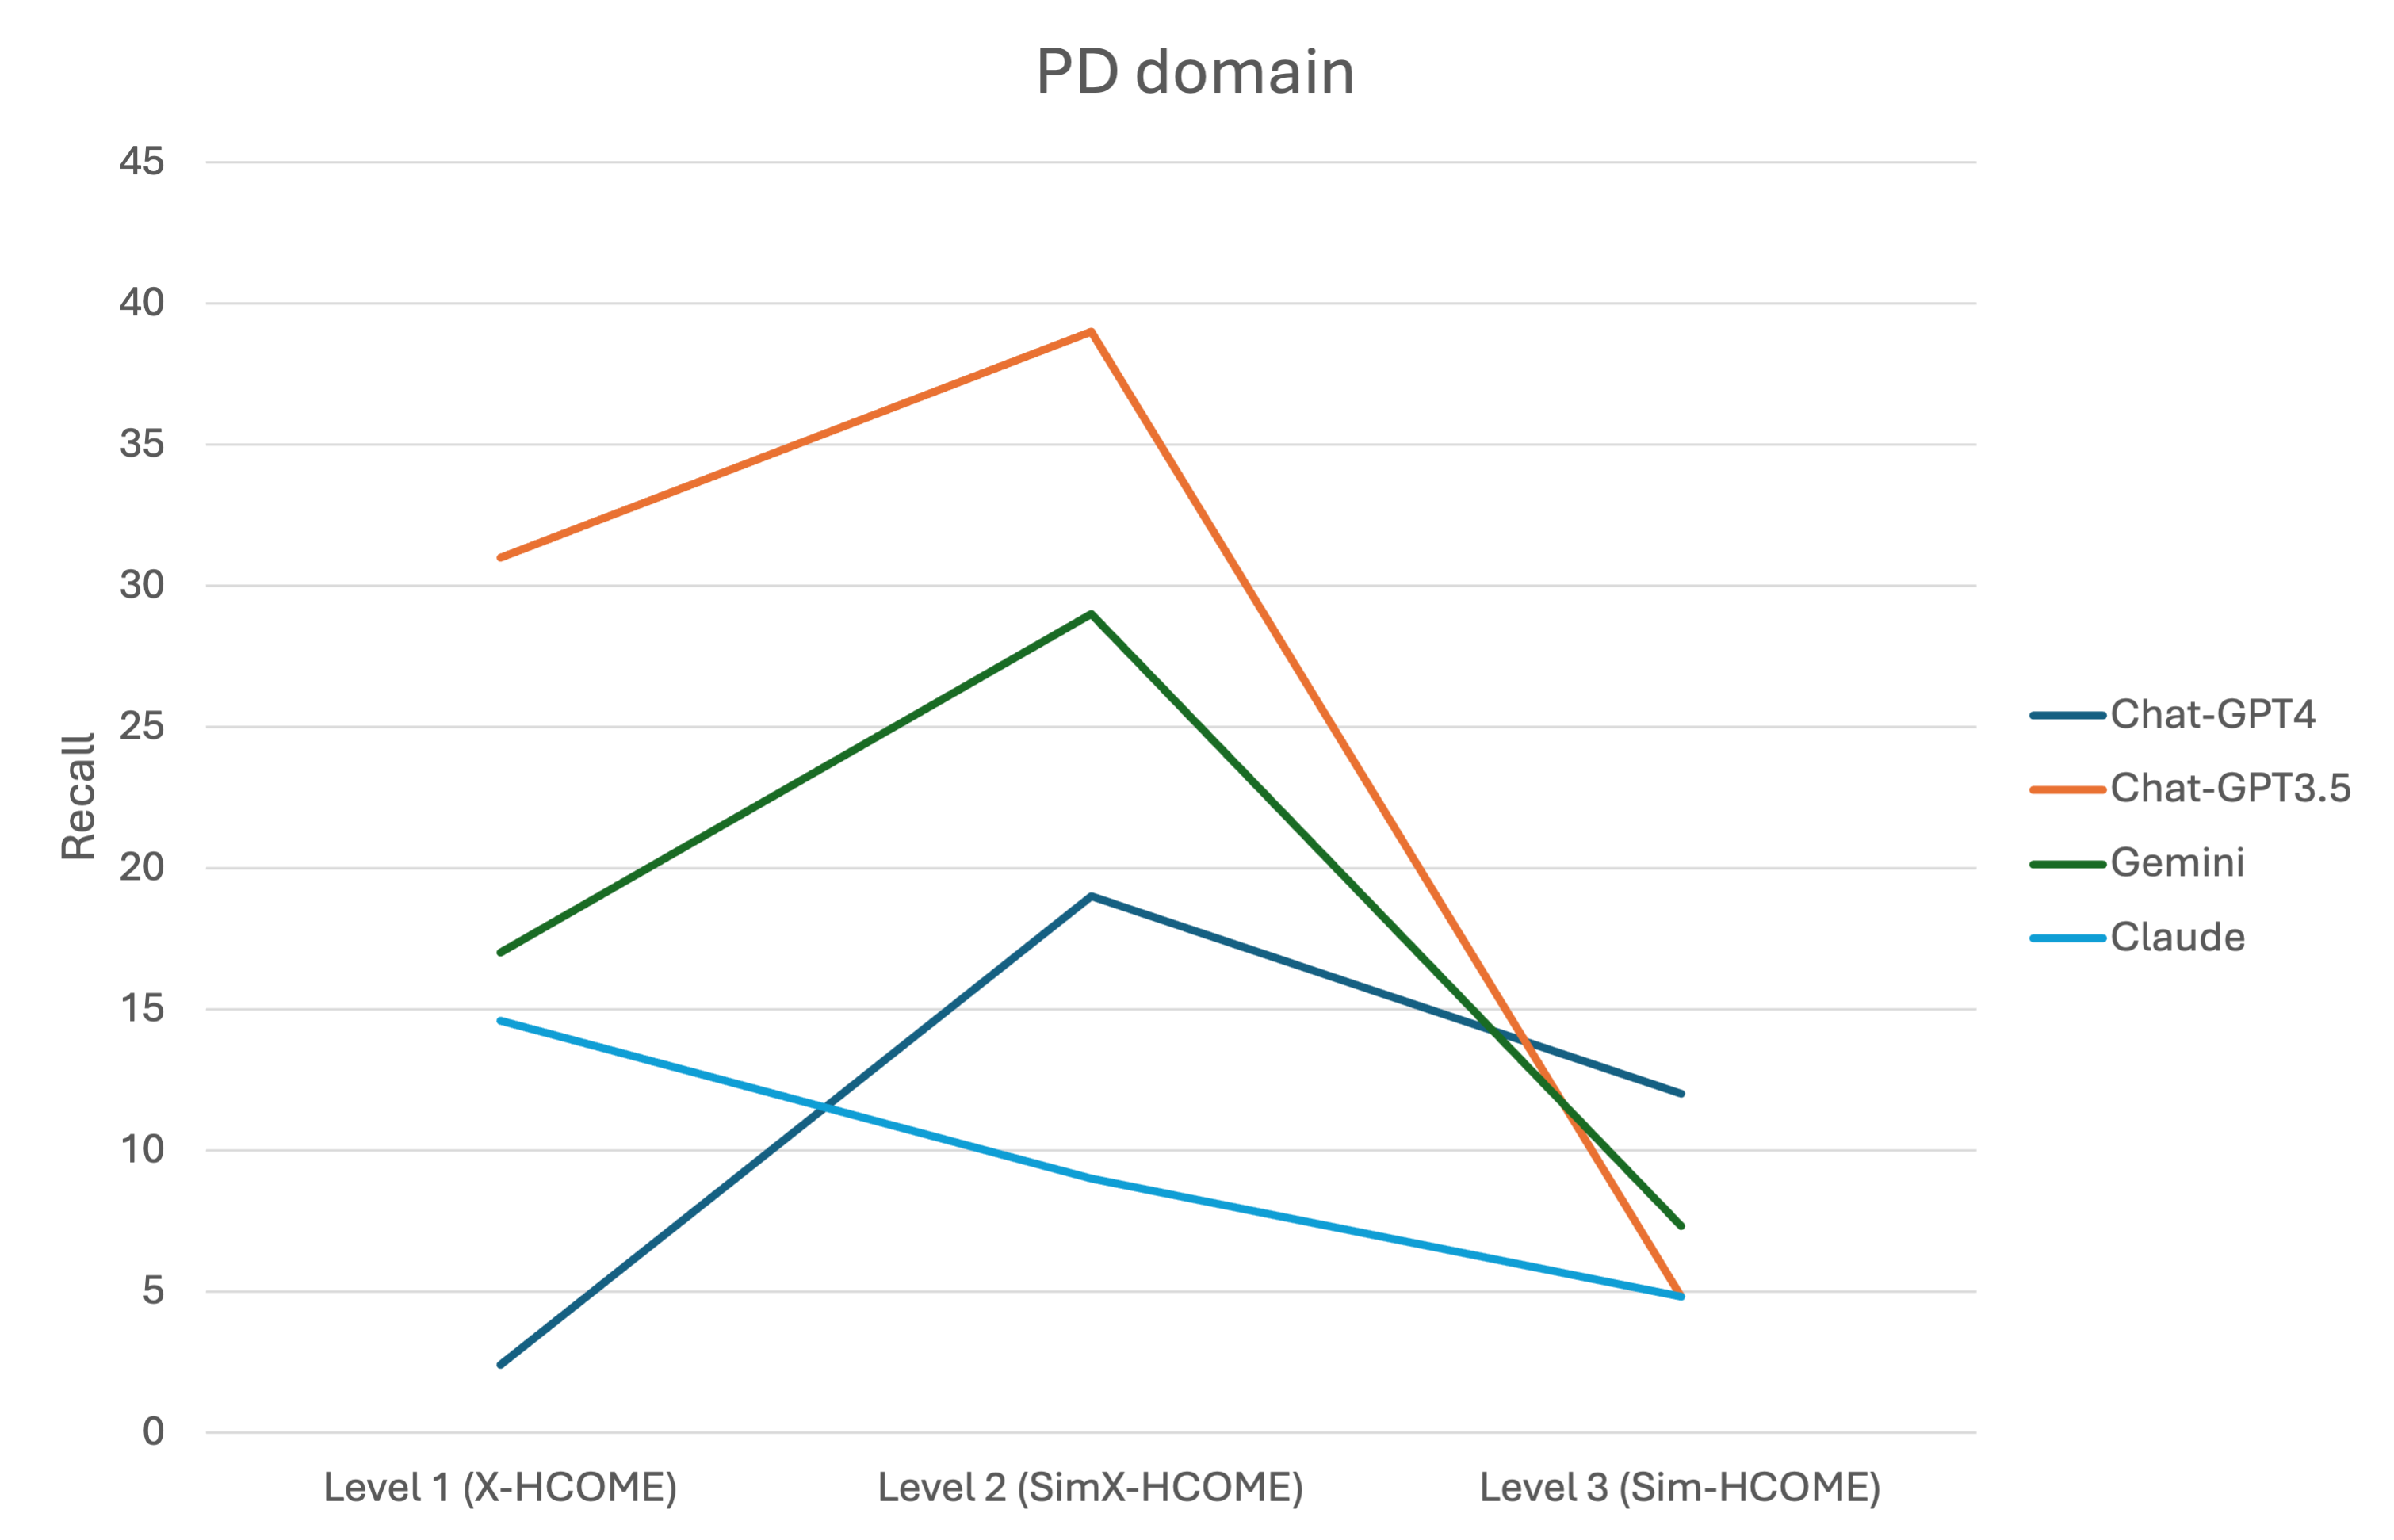 PD domain
45
40
35
30
25
20
15
10
5
0
Recall
Level 1 (X-HCOME)
Level 2 (SimX-HCOME)
Level 3 (Sim-HCOME)
Chat-GPT4
Chat-GPT3.5
Gemini
Claude